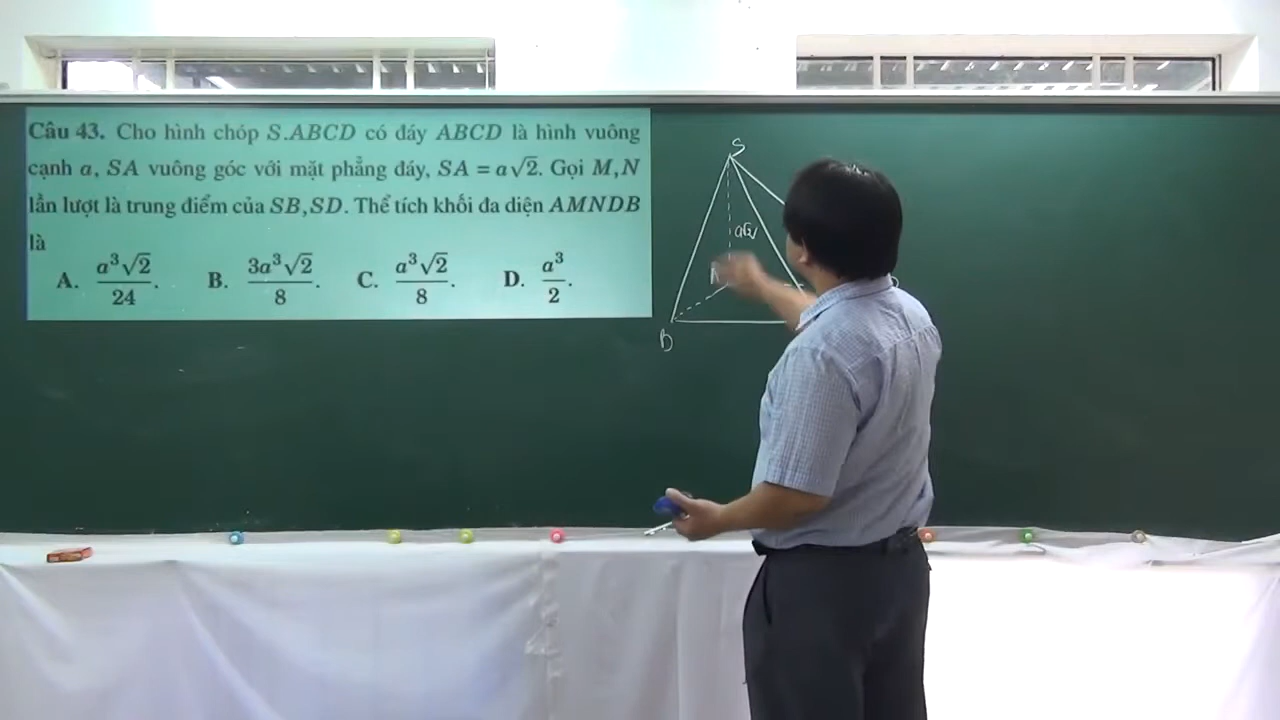 Câu 43. Cho hình chóp S.ABCD có đáy ABCD là hình vuông
cạnh a, SA vuông góc với mặt phẳng đáy, SA = a√2. Gọi M,N
lần lượt là trung điểm của SB,SD. Thể tích khối đa diện AMNDB
là
A. a³√2/24. B. 3a³√2/8. C. a³√2/8. D. a³/2.
S
a√2
A
B